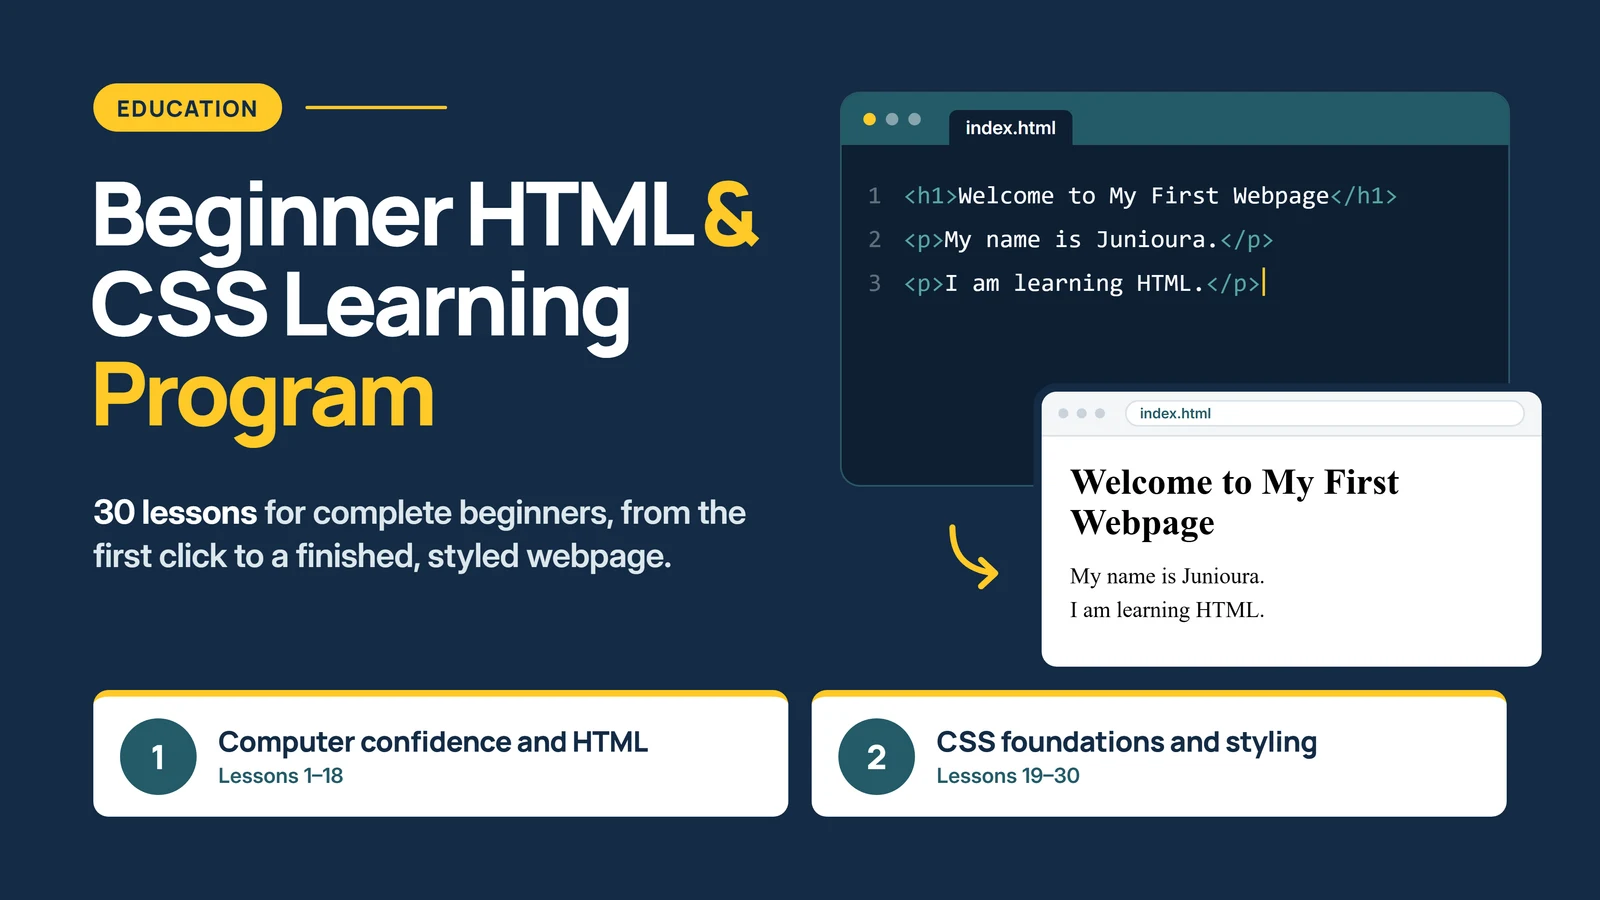 EDUCATION
Beginner HTML &
CSS Learning
Program
30 lessons for complete beginners, from the
first click to a finished, styled webpage.
index.html
1 <h1>Welcome to My First Webpage</h1>
2 <p>My name is Junioura.</p>
3 <p>I am learning HTML.</p>
index.html
Welcome to My First
Webpage
My name is Junioura.
I am learning HTML.
1
Computer confidence and HTML
Lessons 1–18
2
CSS foundations and styling
Lessons 19–30